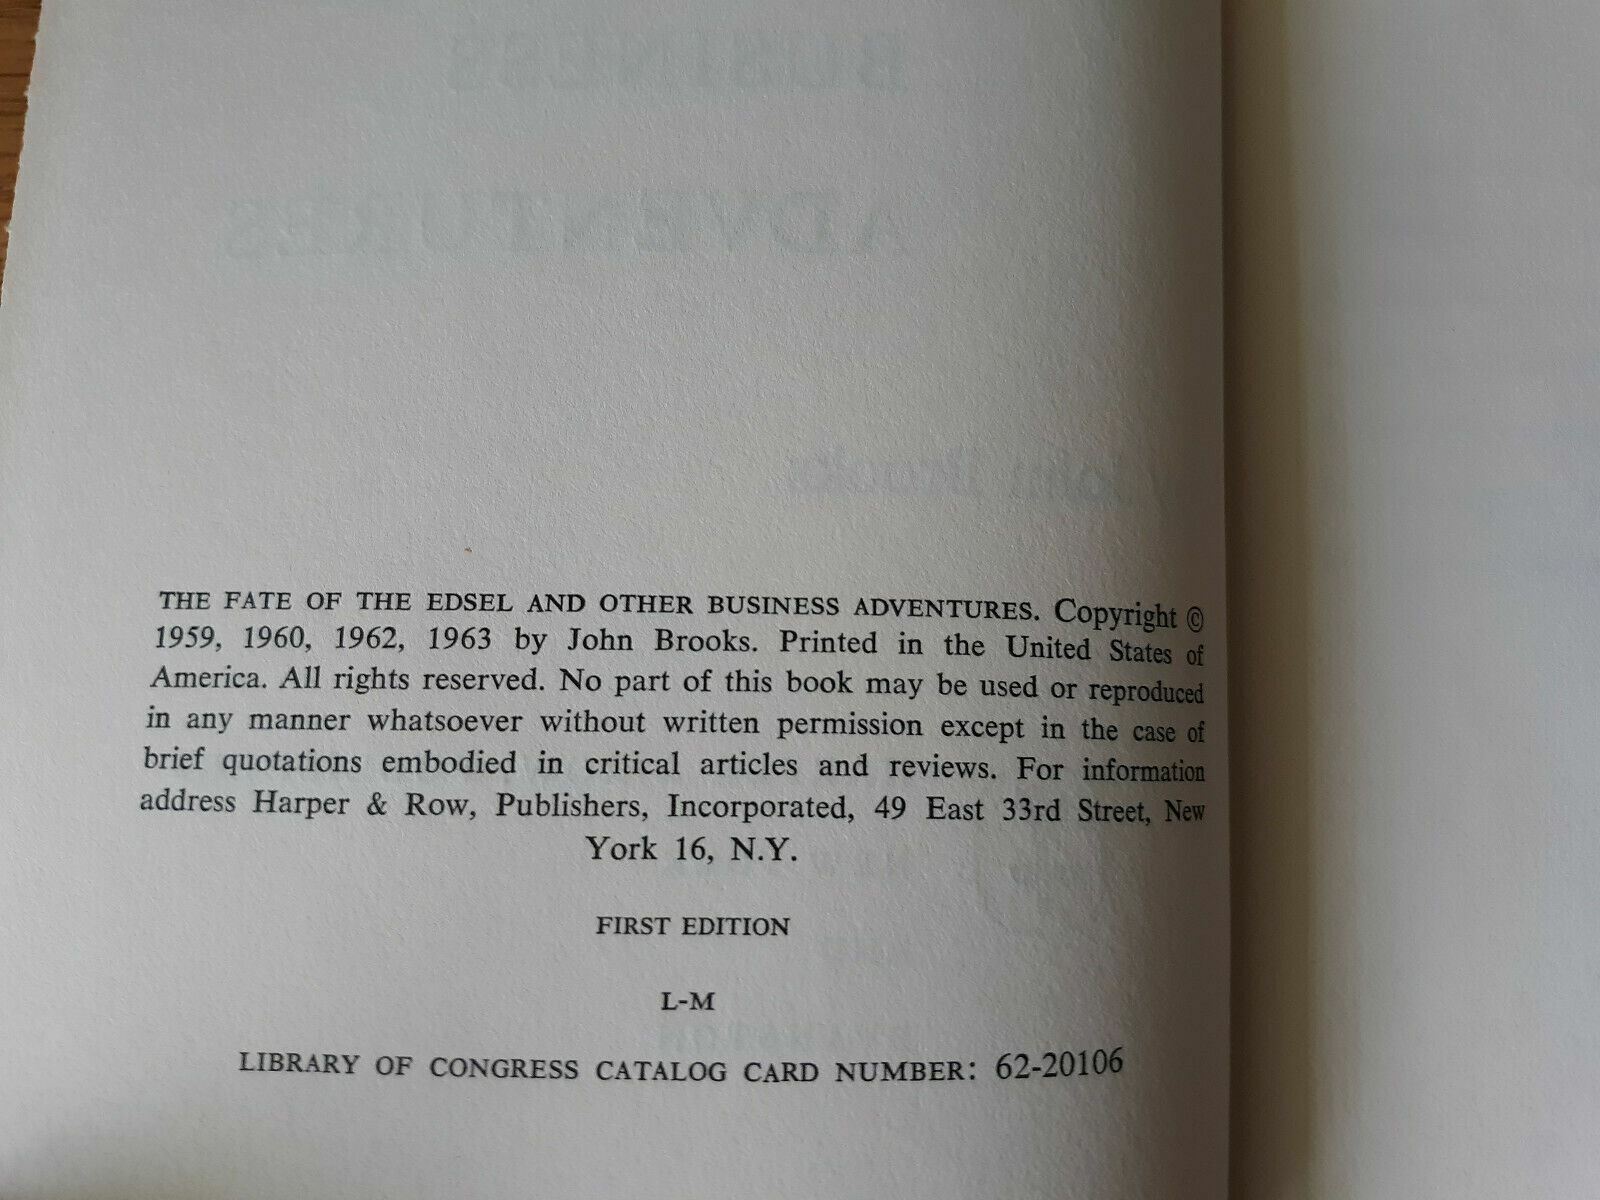 THE FATE OF THE EDSEL AND OTHER BUSINESS ADVENTURES. Copyright ©
1959, 1960, 1962, 1963 by John Brooks. Printed in the United States of
America. All rights reserved. No part of this book may be used or reproduced
in any manner whatsoever without written permission except in the case of
brief quotations embodied in critical articles and reviews. For information
address Harper & Row, Publishers, Incorporated, 49 East 33rd Street, New
York 16, N.Y.
FIRST EDITION
L-M
LIBRARY OF CONGRESS CATALOG CARD NUMBER: 62-20106